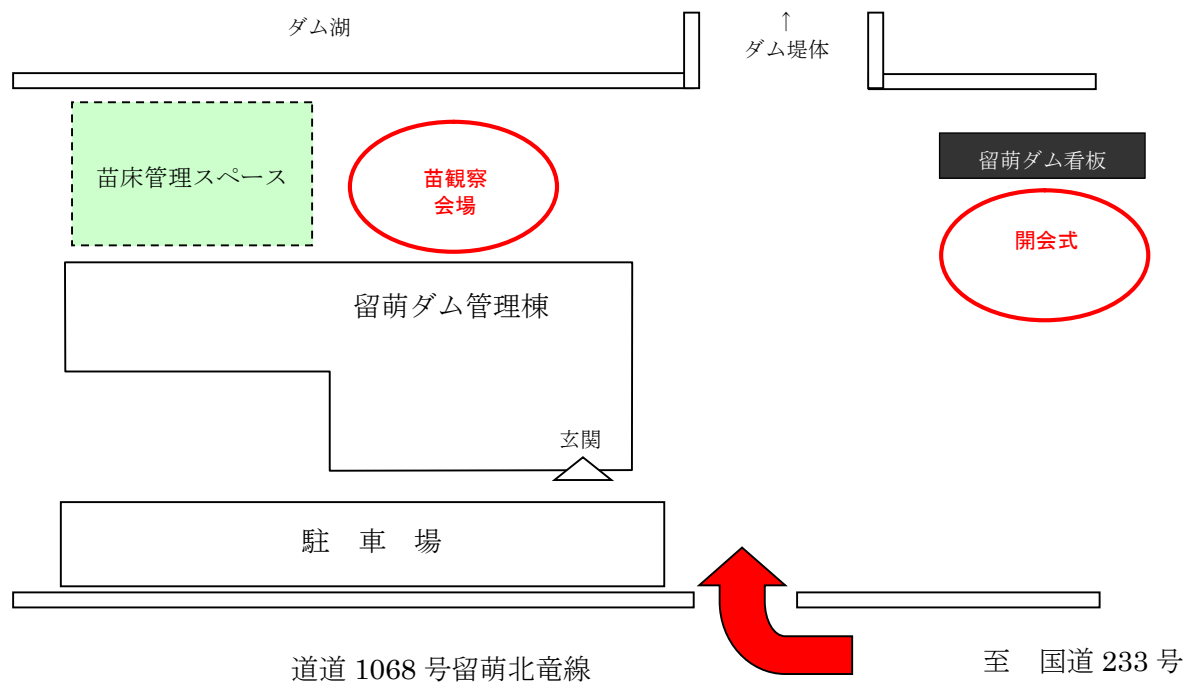 ダム湖
↑
ダム堤体
苗床管理スペース
苗観察
会場
留萌ダム看板
開会式
留萌ダム管理棟
玄関
駐 車 場
道道 1068 号留萌北竜線
至 国道 233 号